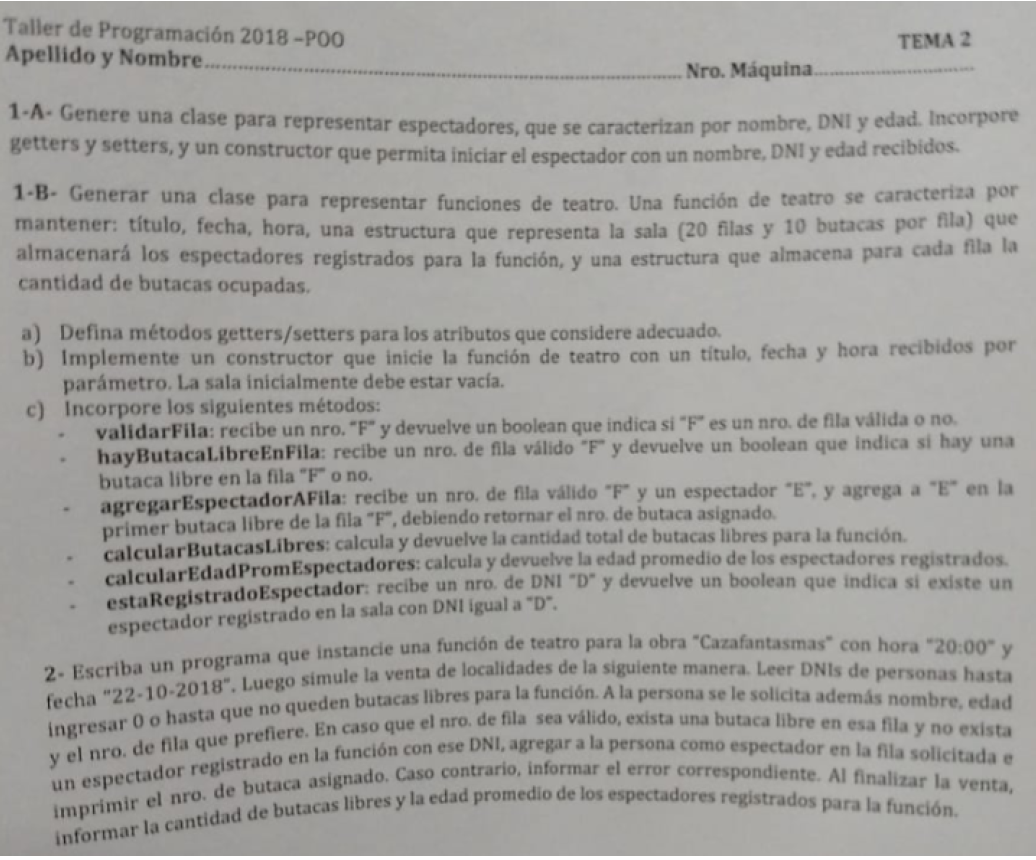 Taller de Programación 2018 –POO
TEMA 2
Apellido y Nombre........................................................................ Nro. Máquina..........................
1-A- Genere una clase para representar espectadores, que se caracterizan por nombre, DNI y edad. Incorpore
getters y setters, y un constructor que permita iniciar el espectador con un nombre, DNI y edad recibidos.
1-B- Generar una clase para representar funciones de teatro. Una función de teatro se caracteriza por
mantener: título, fecha, hora, una estructura que representa la sala (20 filas y 10 butacas por fila) que
almacenará los espectadores registrados para la función, y una estructura que almacena para cada fila la
cantidad de butacas ocupadas.
a) Defina métodos getters/setters para los atributos que considere adecuado.
b) Implemente un constructor que inicie la función de teatro con un título, fecha y hora recibidos por
parámetro. La sala inicialmente debe estar vacía.
c) Incorpore los siguientes métodos:
- validarFila: recibe un nro. "F" y devuelve un boolean que indica si "F" es un nro. de fila válida o no.
- hayButacaLibreEnFila: recibe un nro. de fila válido "F" y devuelve un boolean que indica si hay una
butaca libre en la fila "F" o no.
- agregarEspectadorAFila: recibe un nro. de fila válido "F" y un espectador "E", y agrega a "E" en la
primer butaca libre de la fila "F", debiendo retornar el nro. de butaca asignado.
- calcularButacasLibres: calcula y devuelve la cantidad total de butacas libres para la función.
- calcularEdadPromEspectadores: calcula y devuelve la edad promedio de los espectadores registrados.
- estaRegistradoEspectador: recibe un nro. de DNI "D" y devuelve un boolean que indica si existe un
espectador registrado en la sala con DNI igual a "D".
2- Escriba un programa que instancie una función de teatro para la obra "Cazafantasmas" con hora "20:00" y
fecha "22-10-2018". Luego simule la venta de localidades de la siguiente manera. Leer DNIs de personas hasta
ingresar 0 o hasta que no queden butacas libres para la función. A la persona se le solicita además nombre, edad
y el nro. de fila que prefiere. En caso que el nro. de fila sea válido, exista una butaca libre en esa fila y no exista
un espectador registrado en la función con ese DNI, agregar a la persona como espectador en la fila solicitada e
imprimir el nro. de butaca asignado. Caso contrario, informar el error correspondiente. Al finalizar la venta,
informar la cantidad de butacas libres y la edad promedio de los espectadores registrados para la función.